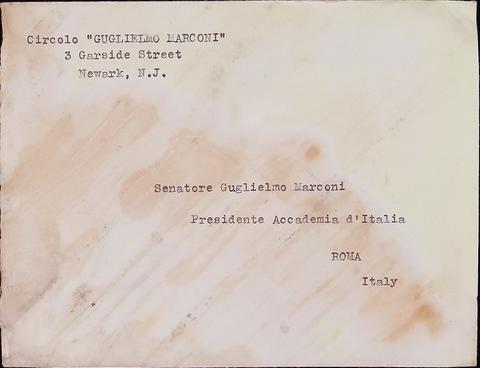 Circolo "GUGLIELMO MARCONI"
3 Garside Street
Newark, N.J.
Senatore Guglielmo Marconi
Presidente Accademia d'Italia
ROMA
Italy